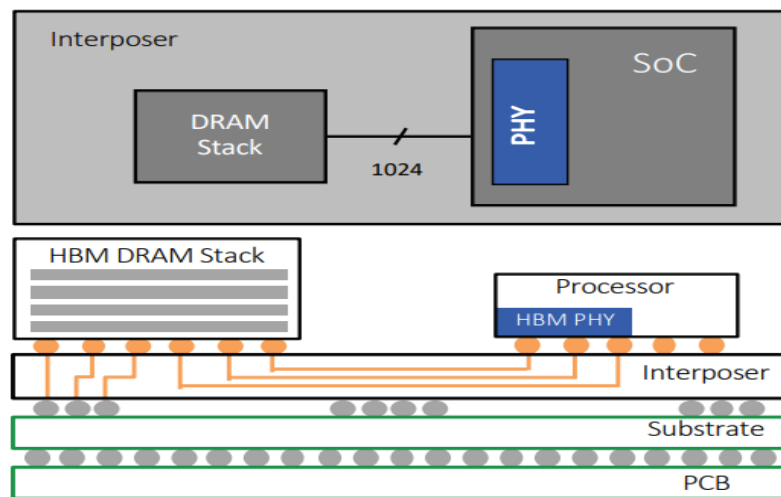 Interposer
SoC
DRAM
Stack
PHY
1024
HBM DRAM Stack
Processor
HBM PHY
Interposer
Substrate
PCB